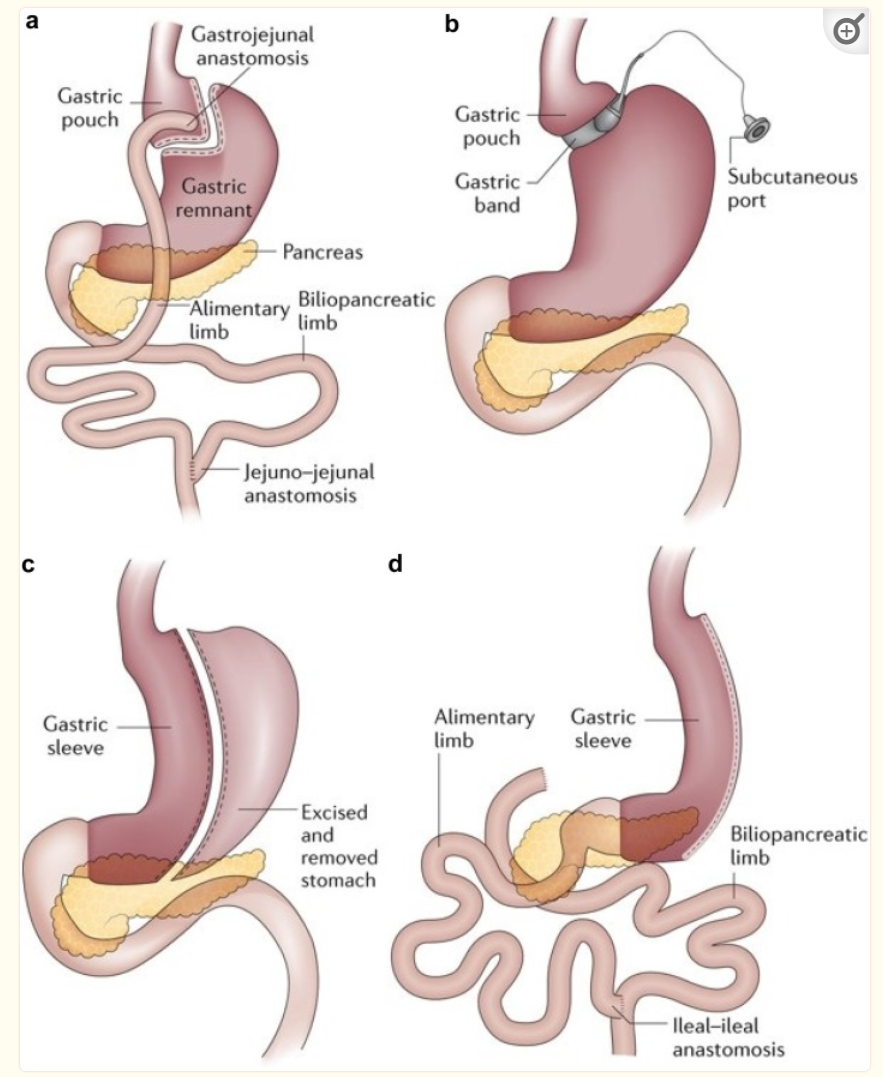 a
Gastrojejunal
anastomosis
Gastric
pouch
Gastric
remnant
Pancreas
Alimentary
limb
Biliopancreatic
limb
Jejuno–jejunal
anastomosis
b
Gastric
pouch
Gastric
band
Subcutaneous
port
c
Gastric
sleeve
Excised
and
removed
stomach
d
Alimentary
limb
Gastric
sleeve
Biliopancreatic
limb
Ileal–ileal
anastomosis